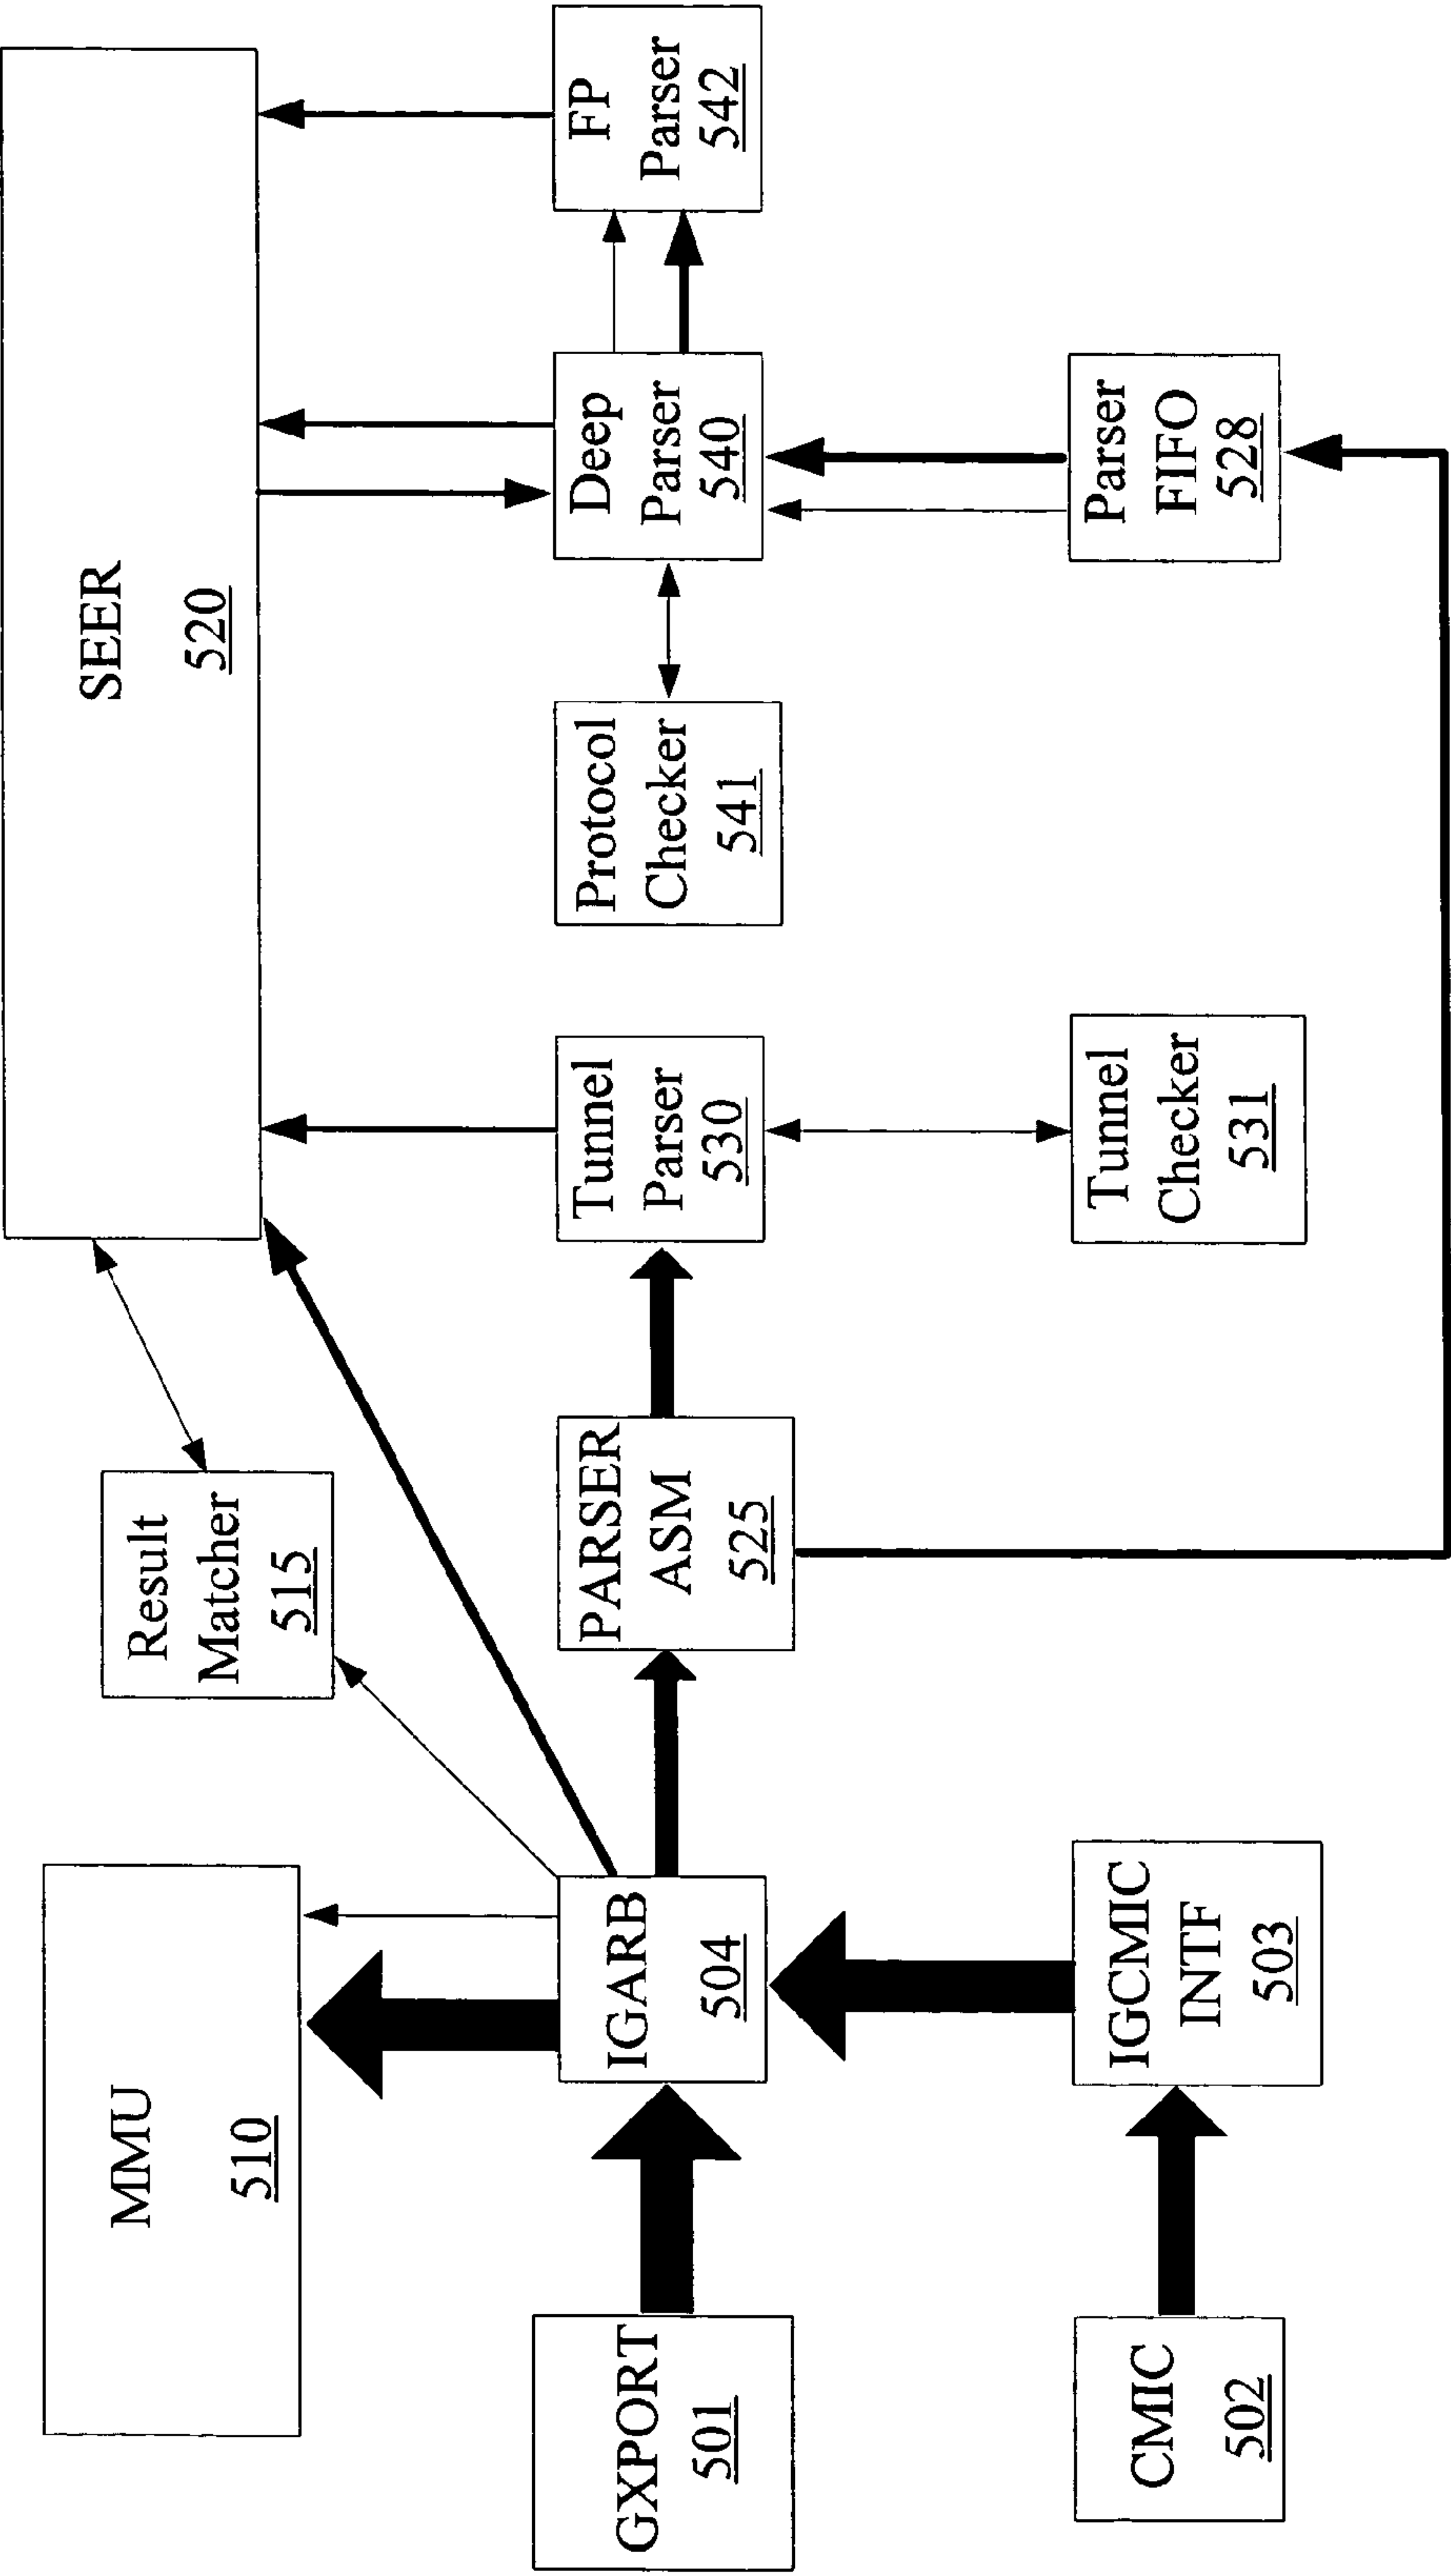 MMU
510
Result
Matcher
515
SEER
520
GXPORT
501
IGARB
504
PARSER
ASM
525
Tunnel
Parser
530
Protocol
Checker
541
Deep
Parser
540
FP
Parser
542
CMIC
502
IGCMIC
INTF
503
Tunnel
Checker
531
Parser
FIFO
528